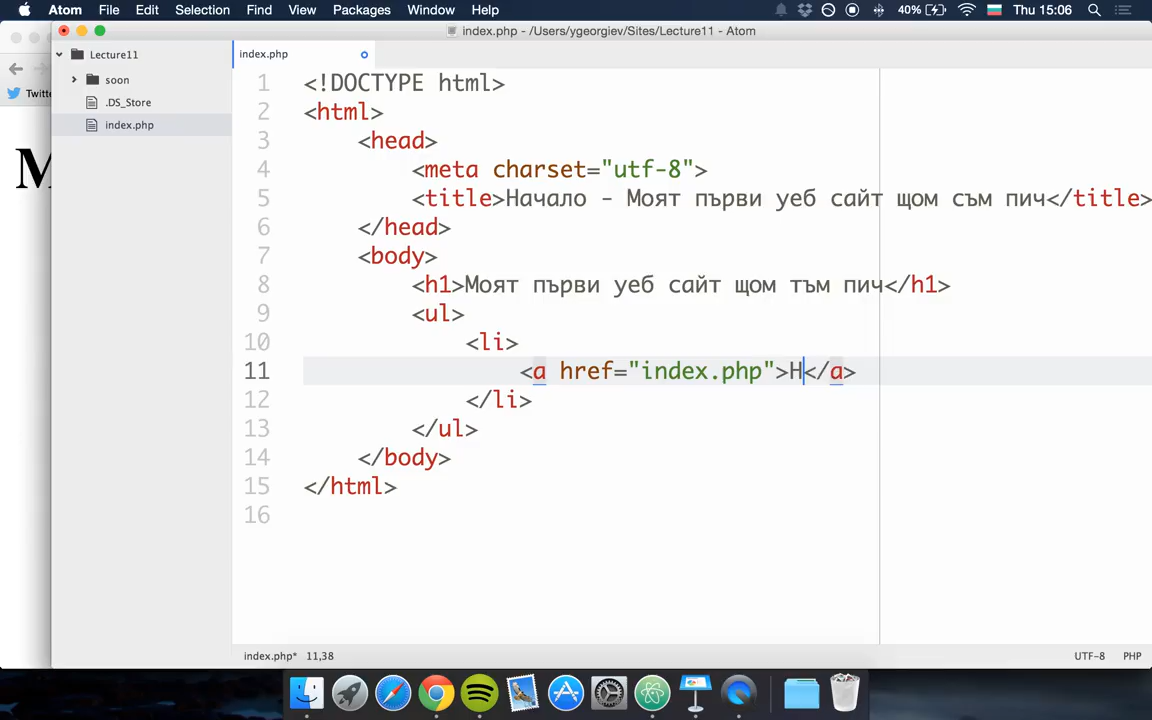 Atom File Edit View Selection Find Packages Window Help 40% Thu 15:06
index.php - /Users/ygeorgiev/Sites/Lecture11 - Atom
Lecture11
index.php
soon
.DS_Store
index.php
Twitte
M
1 <!DOCTYPE html>
2 <html>
3 <head>
4 <meta charset="utf-8">
5 <title>Начало - Моят първи уеб сайт щом съм пич</title>
6 </head>
7 <body>
8 <h1>Моят първи уеб сайт щом тъм пич</h1>
9 <ul>
10 <li>
11 <a href="index.php">Н</a>
12 </li>
13 </ul>
14 </body>
15 </html>
16
index.php* 11,38 UTF-8 PHP